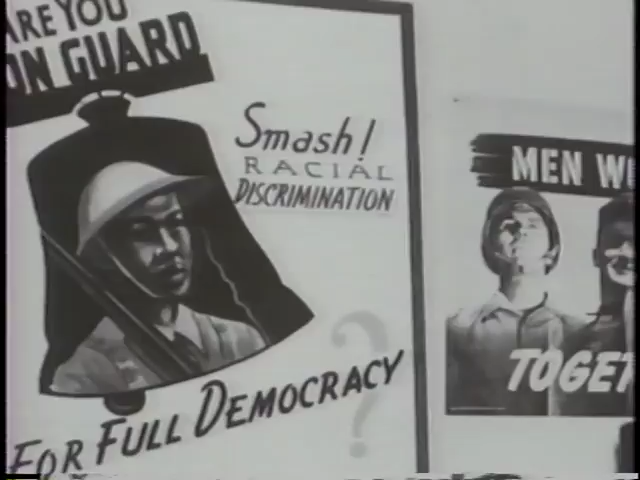 ARE YOU
ON GUARD
Smash!
RACIAL
DISCRIMINATION
?
FOR FULL DEMOCRACY
MEN
TOGET